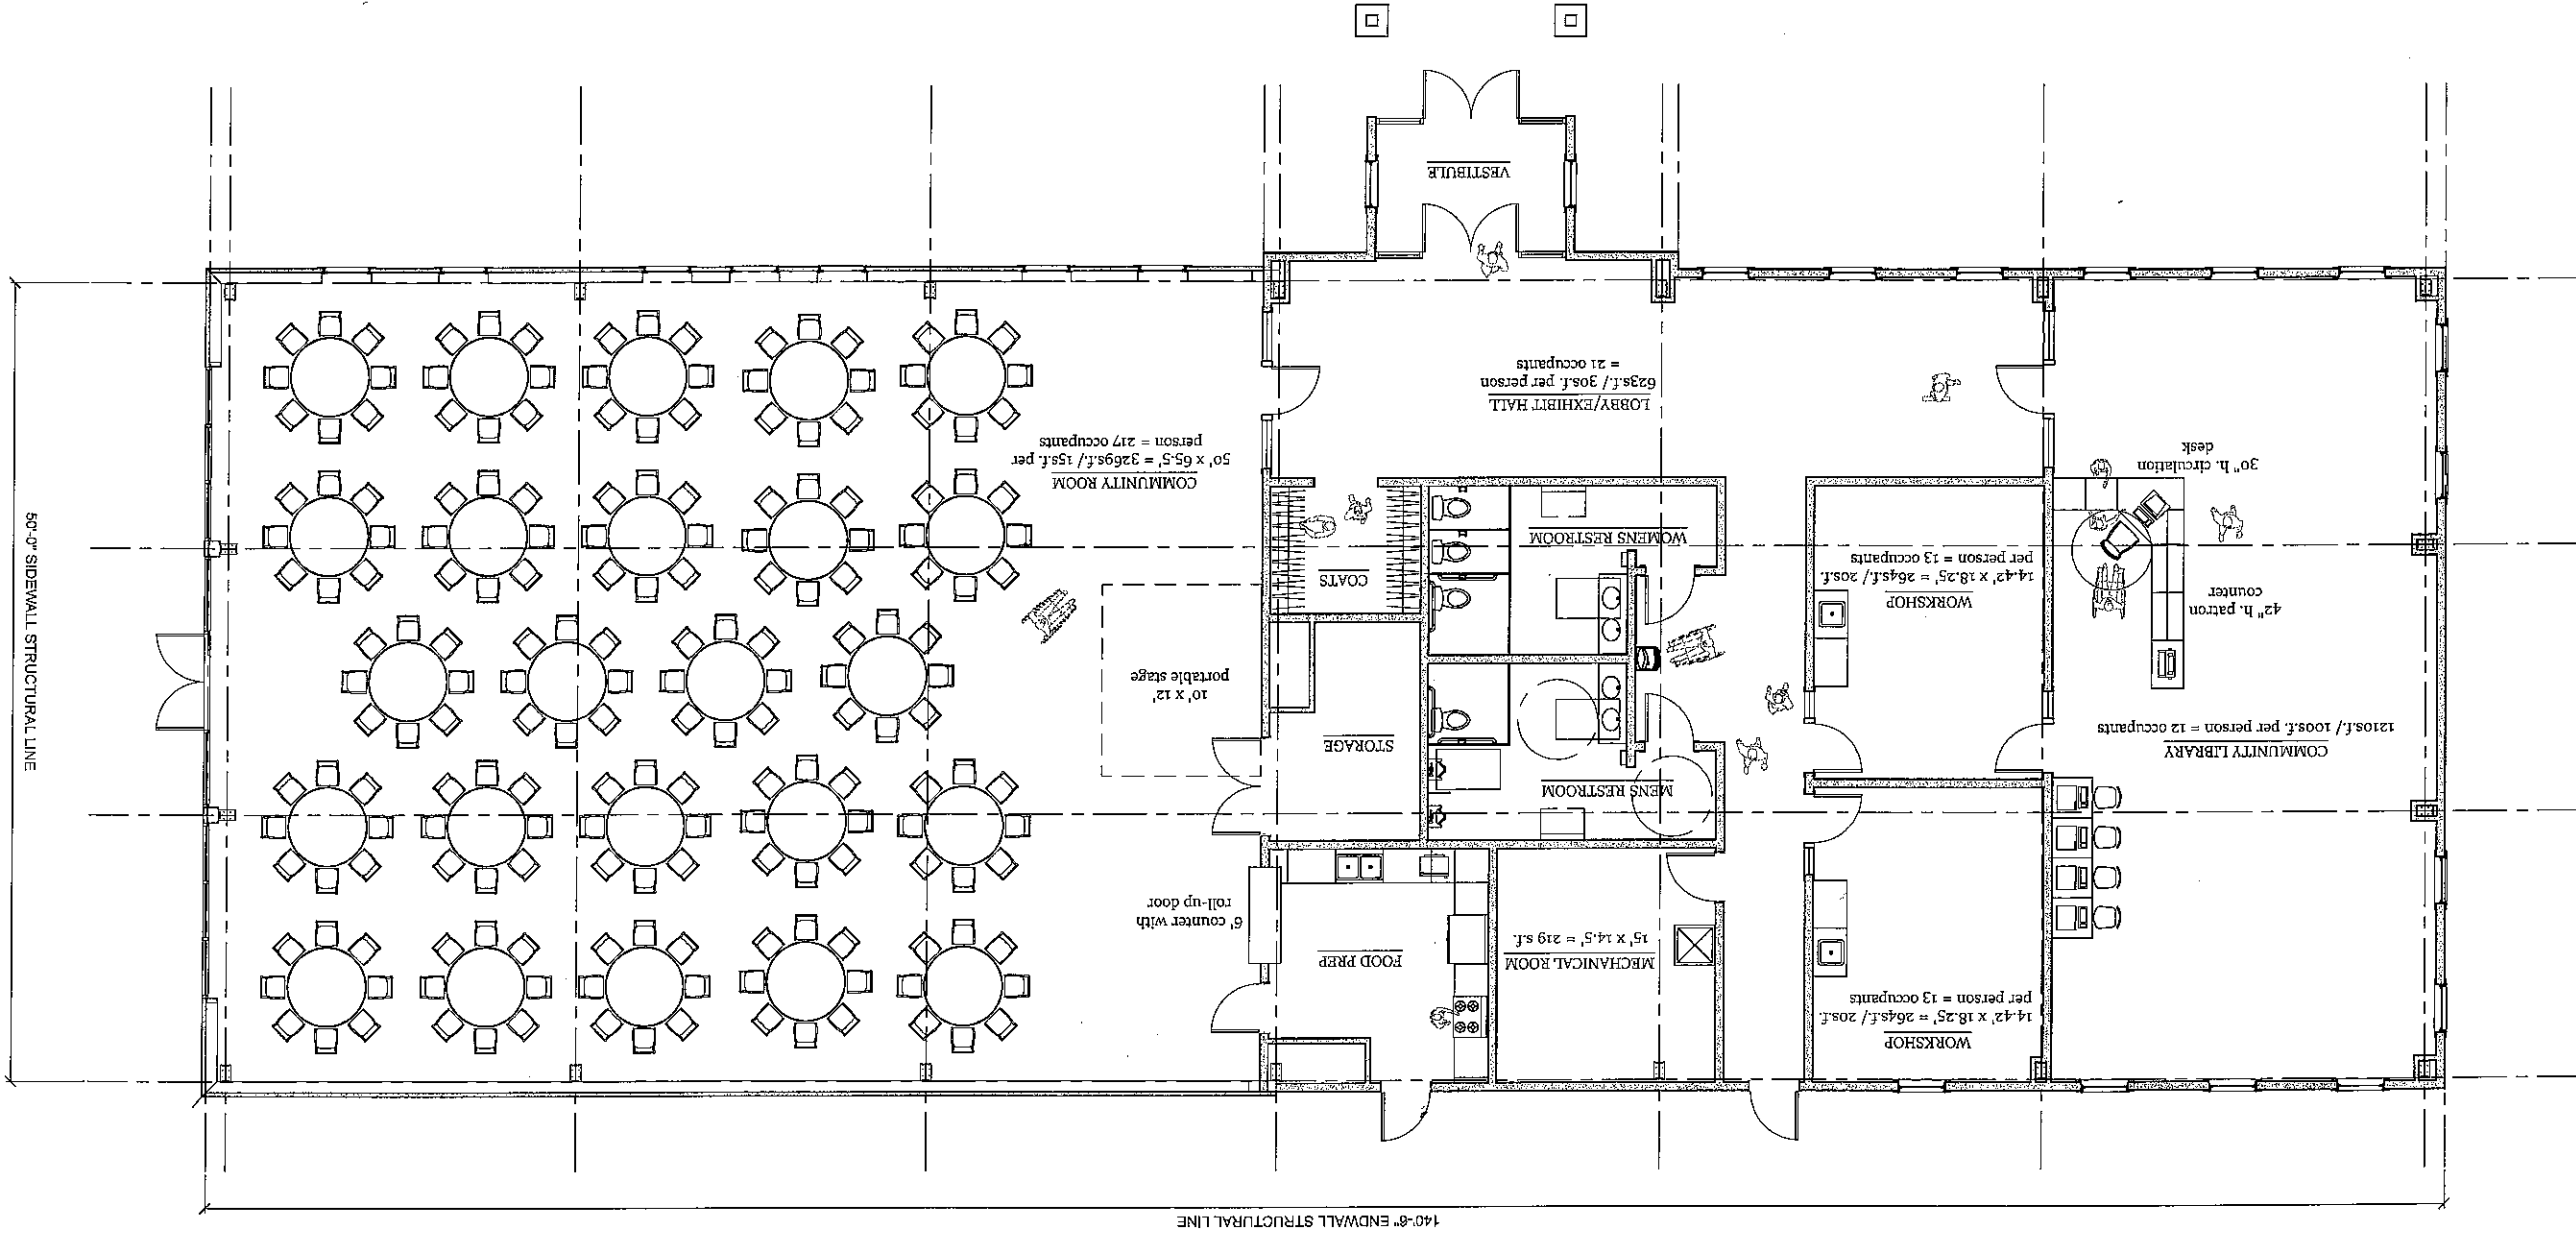 140'-6" ENDWALL STRUCTURAL LINE
WORKSHOP
14.42' x 18.25' = 264s.f./ 20s.f.
per person = 13 occupants
MECHANICAL ROOM
15' x 14.5' = 219 s.f.
FOOD PREP
6' counter with
roll-up door
COMMUNITY LIBRARY
1210s.f./ 100s.f. per person = 12 occupants
MENS RESTROOM
STORAGE
10' x 12'
portable stage
50'-0" SIDEWALL STRUCTURAL LINE
42" h. patron
counter
WORKSHOP
14.42' x 18.25' = 264s.f./ 20s.f.
per person = 13 occupants
COATS
WOMENS RESTROOM
30" h. circulation
desk
COMMUNITY ROOM
50' x 65.5' = 3269s.f./ 15s.f. per
person = 217 occupants
LOBBY/EXHIBIT HALL
623s.f./ 30s.f. per person
= 21 occupants
VESTIBULE